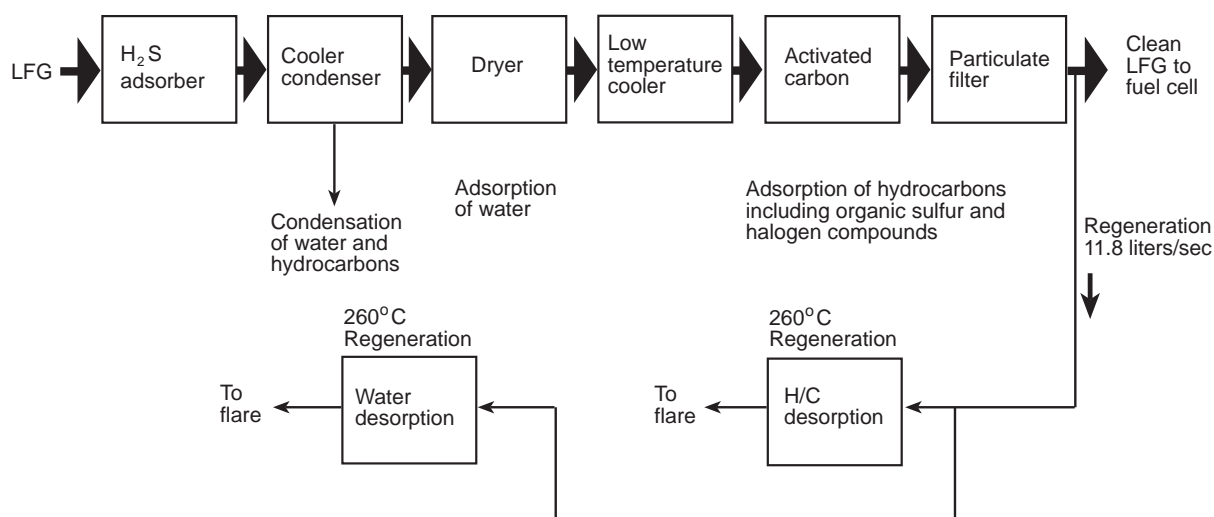 LFG
H2S
adsorber
Cooler
condenser
Dryer
Low
temperature
cooler
Activated
carbon
Particulate
filter
Clean
LFG to
fuel cell
Condensation
of water and
hydrocarbons
Adsorption
of water
Adsorption of hydrocarbons
including organic sulfur and
halogen compounds
Regeneration
11.8 liters/sec
260°C
Regeneration
To
flare
Water
desorption
260°C
Regeneration
To
flare
H/C
desorption